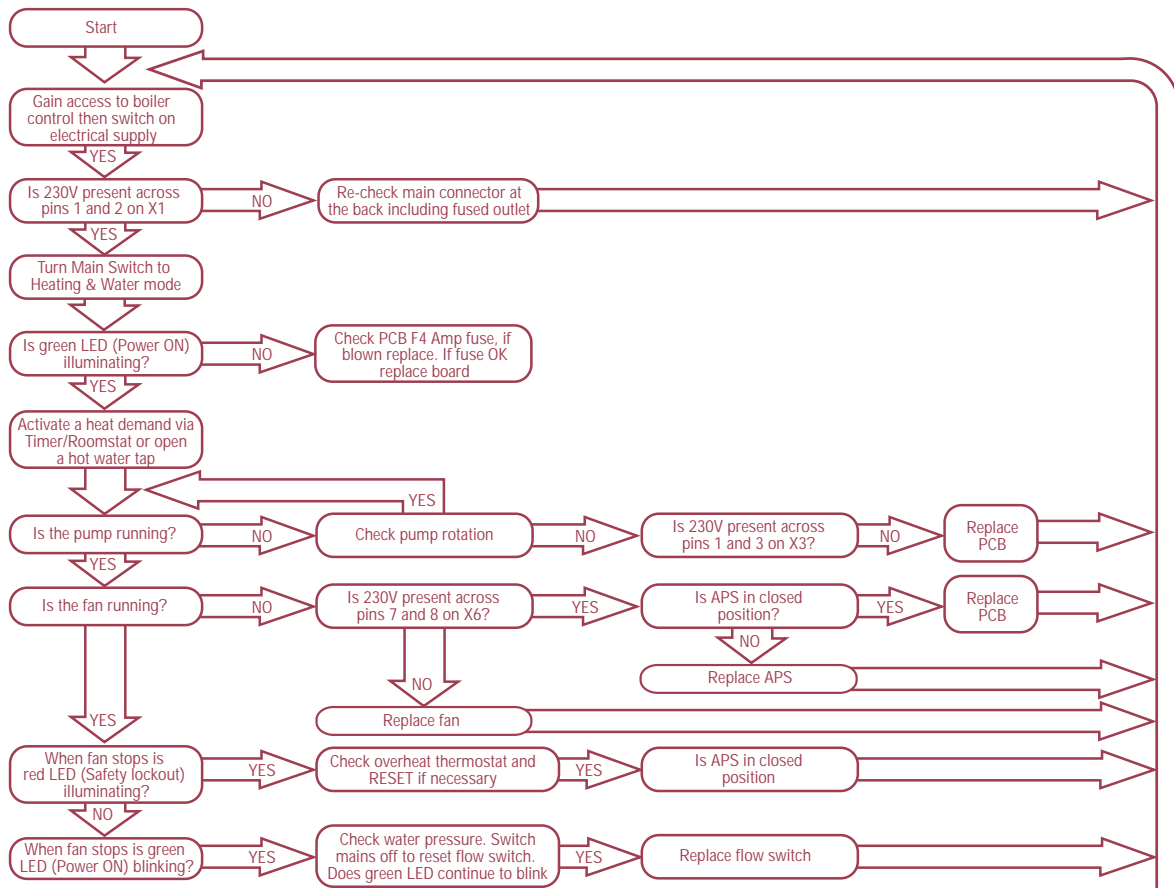 Start
Gain access to boiler
control then switch on
electrical supply
YES
Is 230V present across
pins 1 and 2 on X1
NO
Re-check main connector at
the back including fused outlet
YES
Turn Main Switch to
Heating & Water mode
Is green LED (Power ON)
illuminating?
NO
Check PCB F4 Amp fuse, if
blown replace. If fuse OK
replace board
YES
Activate a heat demand via
Timer/Roomstat or open
a hot water tap
YES
Is the pump running?
NO
Check pump rotation
NO
Is 230V present across
pins 1 and 3 on X3?
NO
Replace
PCB
YES
Is the fan running?
NO
Is 230V present across
pins 7 and 8 on X6?
YES
Is APS in closed
position?
YES
Replace
PCB
NO
Replace APS
NO
Replace fan
YES
When fan stops is
red LED (Safety lockout)
illuminating?
YES
Check overheat thermostat and
RESET if necessary
YES
Is APS in closed
position
NO
When fan stops is green
LED (Power ON) blinking?
YES
Check water pressure. Switch
mains off to reset flow switch.
Does green LED continue to blink
YES
Replace flow switch